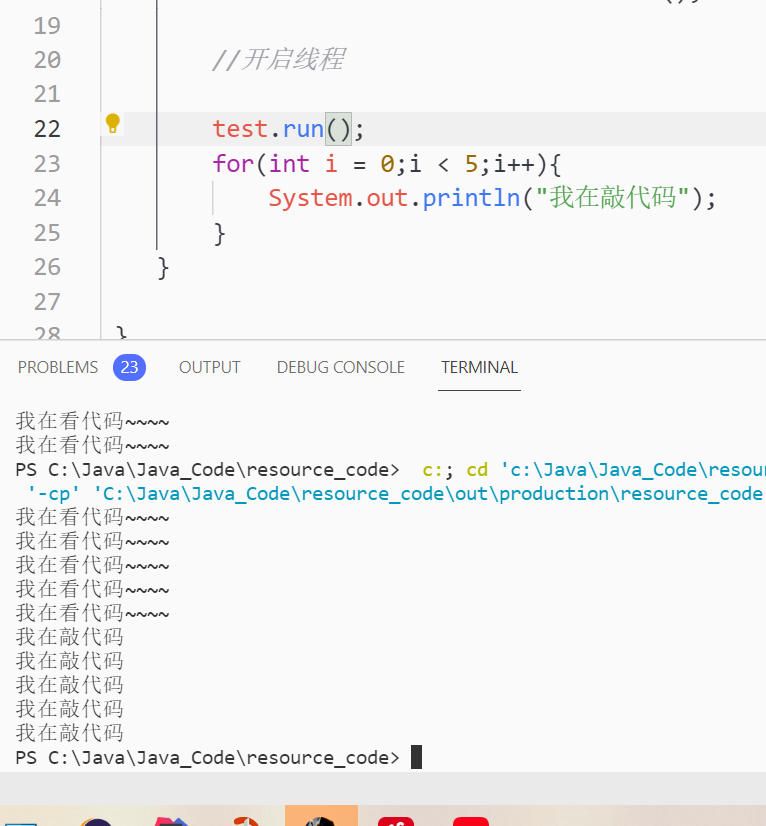 19
20 //开启线程
21
22 test.run();
23 for(int i = 0;i < 5;i++){
24 System.out.println("我在敲代码");
25 }
26 }
27
28 }
PROBLEMS 23 OUTPUT DEBUG CONSOLE TERMINAL
我在看代码~~~~
我在看代码~~~~
PS C:\Java\Java_Code\resource_code> c:; cd 'c:\Java\Java_Code\resou
'-cp' 'C:\Java\Java_Code\resource_code\out\production\resource_code
我在看代码~~~~
我在看代码~~~~
我在看代码~~~~
我在看代码~~~~
我在看代码~~~~
我在敲代码
我在敲代码
我在敲代码
我在敲代码
我在敲代码
PS C:\Java\Java_Code\resource_code>